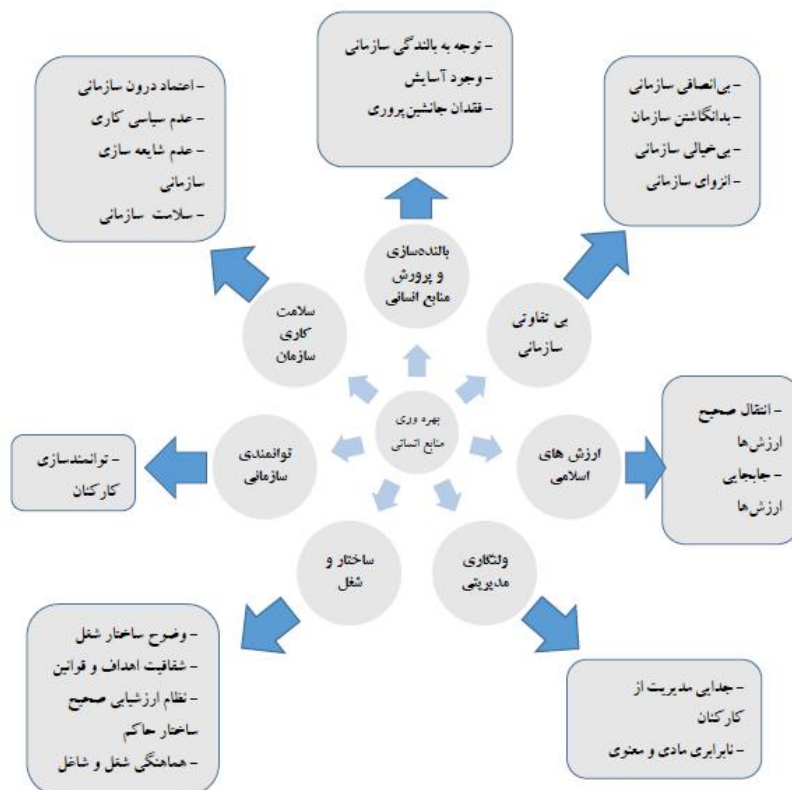 - توجه به بالندگی سازمانی
- وجود آسایش
- فقدان جانشین‌پروری
- اعتماد درون سازمانی
- عدم سیاسی کاری
- عدم شایعه سازی
سازمانی
- سلامت سازمانی
- بی‌انصافی سازمانی
- بدانگاشتن سازمان
- بی‌خیالی سازمانی
- انزوای سازمانی
بالنده‌سازی
و پرورش
منابع انسانی
سلامت
کاری
سازمان
بی تفاوتی
سازمانی
بهره وری
منابع انسانی
توانمندی
سازمانی
ارزش های
اسلامی
- انتقال صحیح
ارزش‌ها
- جابجایی
ارزش‌ها
- توانمندسازی
کارکنان
ساختار و
شغل
ولنگاری
مدیریتی
- وضوح ساختار شغل
- شفافیت اهداف و قوانین
- نظام ارزشیابی صحیح
ساختار حاکم
- هماهنگی شغل و شاغل
- جدایی مدیریت از
کارکنان
- نابرابری مادی و معنوی